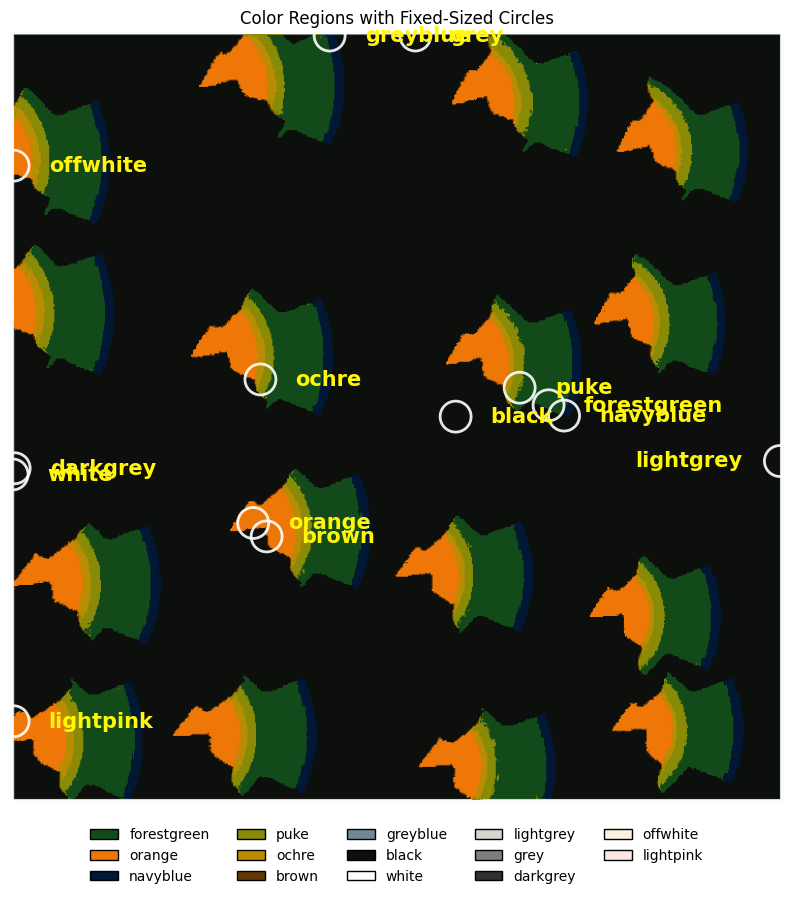 Color Regions with Fixed-Sized Circles
greyblue
grey
offwhite
ochre
puke
forestgreen
black
navyblue
darkgrey
lightgrey
white
orange
brown
lightpink
forestgreen puke greyblue lightgrey offwhite
orange ochre black grey lightpink
navyblue brown white darkgrey